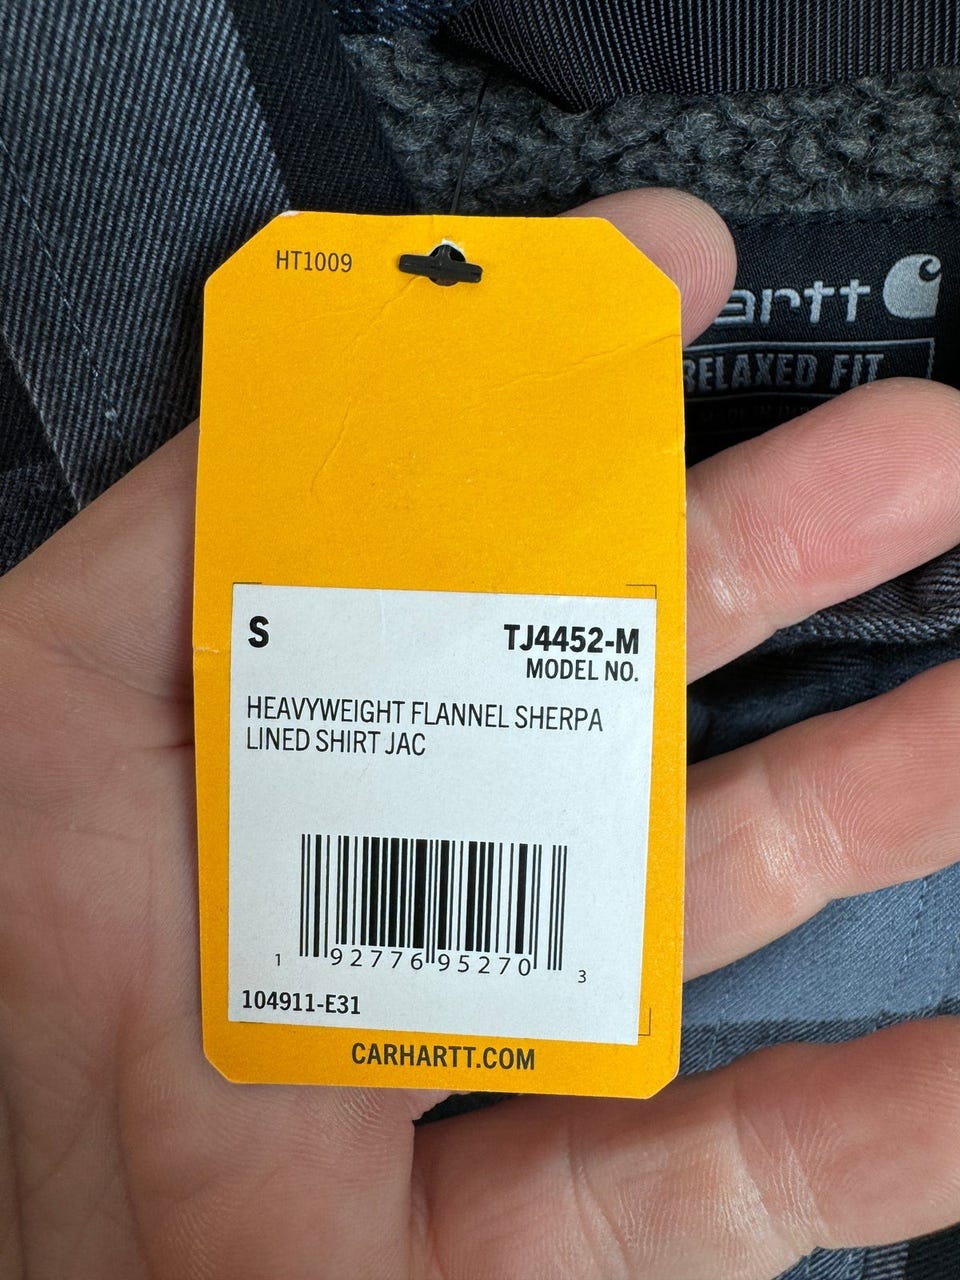 HT1009
artt
RELAXED FIT
S
TJ4452-M
MODEL NO.
HEAVYWEIGHT FLANNEL SHERPA
LINED SHIRT JAC
1 92776 95270 3
104911-E31
CARHARTT.COM